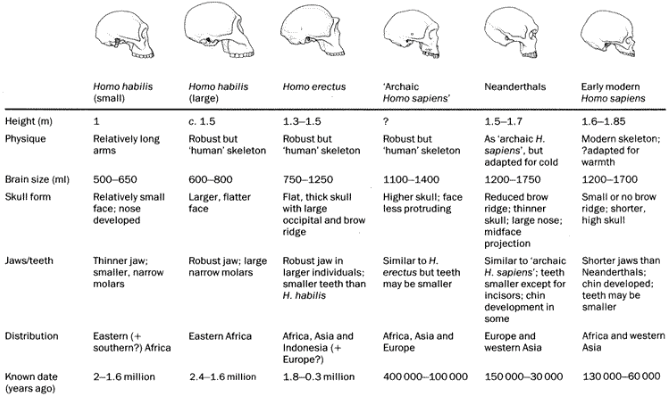 Homo habilis (small)
Homo habilis (large)
Homo erectus
'Archaic Homo sapiens'
Neanderthals
Early modern Homo sapiens
Height (m)
1
c. 1.5
1.3–1.5
?
1.5–1.7
1.6–1.85
Physique
Relatively long
arms
Robust but
'human' skeleton
Robust but
'human' skeleton
Robust but
'human' skeleton
As 'archaic H.
sapiens', but
adapted for cold
Modern skeleton;
?adapted for
warmth
Brain size (ml)
500–650
600–800
750–1250
1100–1400
1200–1750
1200–1700
Skull form
Relatively small
face; nose
developed
Larger, flatter
face
Flat, thick skull
with large
occipital and brow
ridge
Higher skull; face
less protruding
Reduced brow
ridge; thinner
skull; large nose;
midface
projection
Small or no brow
ridge; shorter,
high skull
Jaws/teeth
Thinner jaw;
smaller, narrow
molars
Robust jaw; large
narrow molars
Robust jaw in
larger individuals;
smaller teeth than
H. habilis
Similar to H.
erectus but teeth
may be smaller
Similar to 'archaic
H. sapiens'; teeth
smaller except for
incisors; chin
development in
some
Shorter jaws than
Neanderthals;
chin developed;
teeth may be
smaller
Distribution
Eastern (+
southern?) Africa
Eastern Africa
Africa, Asia and
Indonesia (+
Europe?)
Africa, Asia and
Europe
Europe and
western Asia
Africa and western
Asia
Known date
(years ago)
2–1.6 million
2.4–1.6 million
1.8–0.3 million
400 000–100 000
150 000–30 000
130 000–60 000